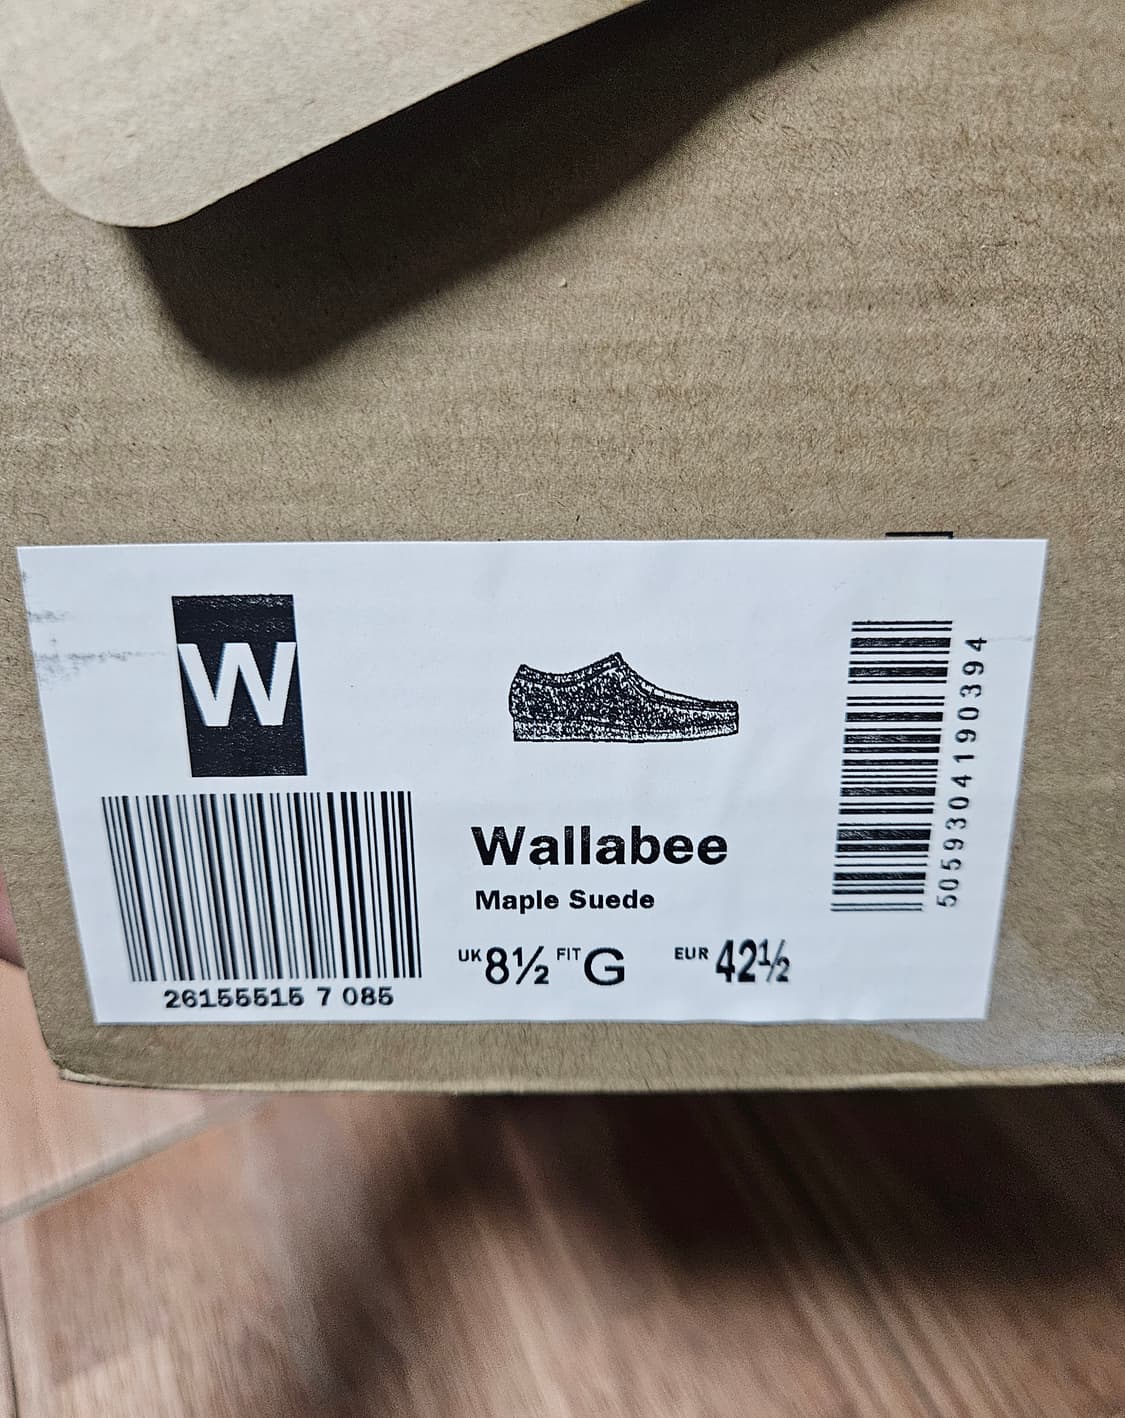 W
Wallabee
Maple Suede
UK 8½ FIT G EUR 42½
26155515 7 085
5059304190394